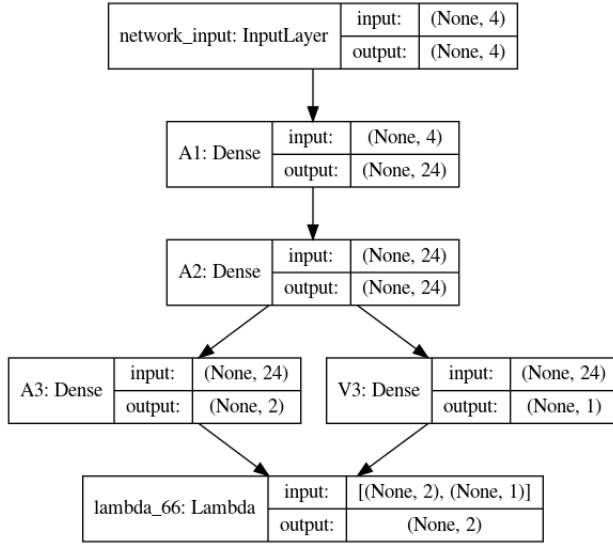 network_input: InputLayer
input: (None, 4)
output: (None, 4)
A1: Dense
input: (None, 4)
output: (None, 24)
A2: Dense
input: (None, 24)
output: (None, 24)
A3: Dense
input: (None, 24)
output: (None, 2)
V3: Dense
input: (None, 24)
output: (None, 1)
lambda_66: Lambda
input: [(None, 2), (None, 1)]
output: (None, 2)